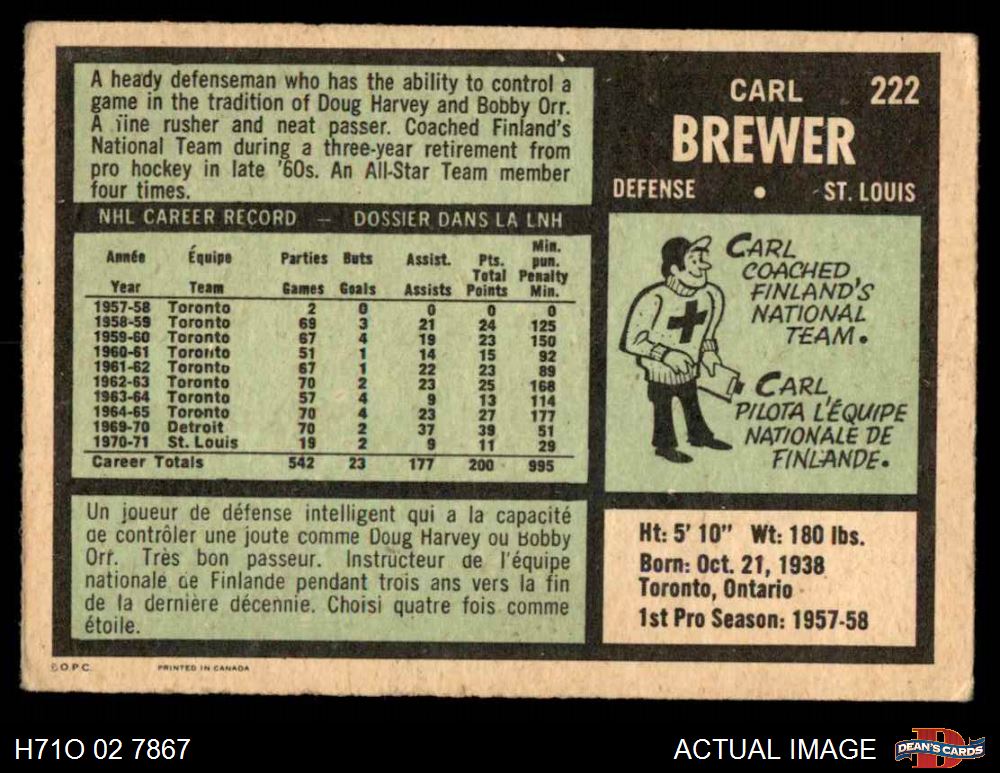 A heady defenseman who has the ability to control a
game in the tradition of Doug Harvey and Bobby Orr.
A fine rusher and neat passer. Coached Finland's
National Team during a three-year retirement from
pro hockey in late '60s. An All-Star Team member
four times.
CARL 222
BREWER
DEFENSE • ST. LOUIS
NHL CAREER RECORD — DOSSIER DANS LA LNH
Année Équipe Parties Buts Assist. Pts. Total Min. pun.
Year Team Games Goals Assists Points Penalty Min.
1957-58 Toronto 2 0 0 0 0
1958-59 Toronto 69 3 21 24 125
1959-60 Toronto 67 4 19 23 150
1960-61 Toronto 51 1 14 15 92
1961-62 Toronto 67 1 22 23 89
1962-63 Toronto 70 2 23 25 168
1963-64 Toronto 57 4 9 13 114
1964-65 Toronto 70 4 23 27 177
1969-70 Detroit 70 2 37 39 51
1970-71 St. Louis 19 2 9 11 29
Career Totals 542 23 177 200 995
CARL
COACHED
FINLAND'S
NATIONAL
TEAM.
CARL
PILOTA L'ÉQUIPE
NATIONALE DE
FINLANDE.
Un joueur de défense intelligent qui a la capacité
de contrôler une joute comme Doug Harvey ou Bobby
Orr. Très bon passeur. Instructeur de l'équipe
nationale de Finlande pendant trois ans vers la fin
de la dernière décennie. Choisi quatre fois comme
étoile.
Ht: 5' 10" Wt: 180 lbs.
Born: Oct. 21, 1938
Toronto, Ontario
1st Pro Season: 1957-58
©O.P.C. PRINTED IN CANADA
H71O 02 7867 ACTUAL IMAGE D DEAN'S CARDS